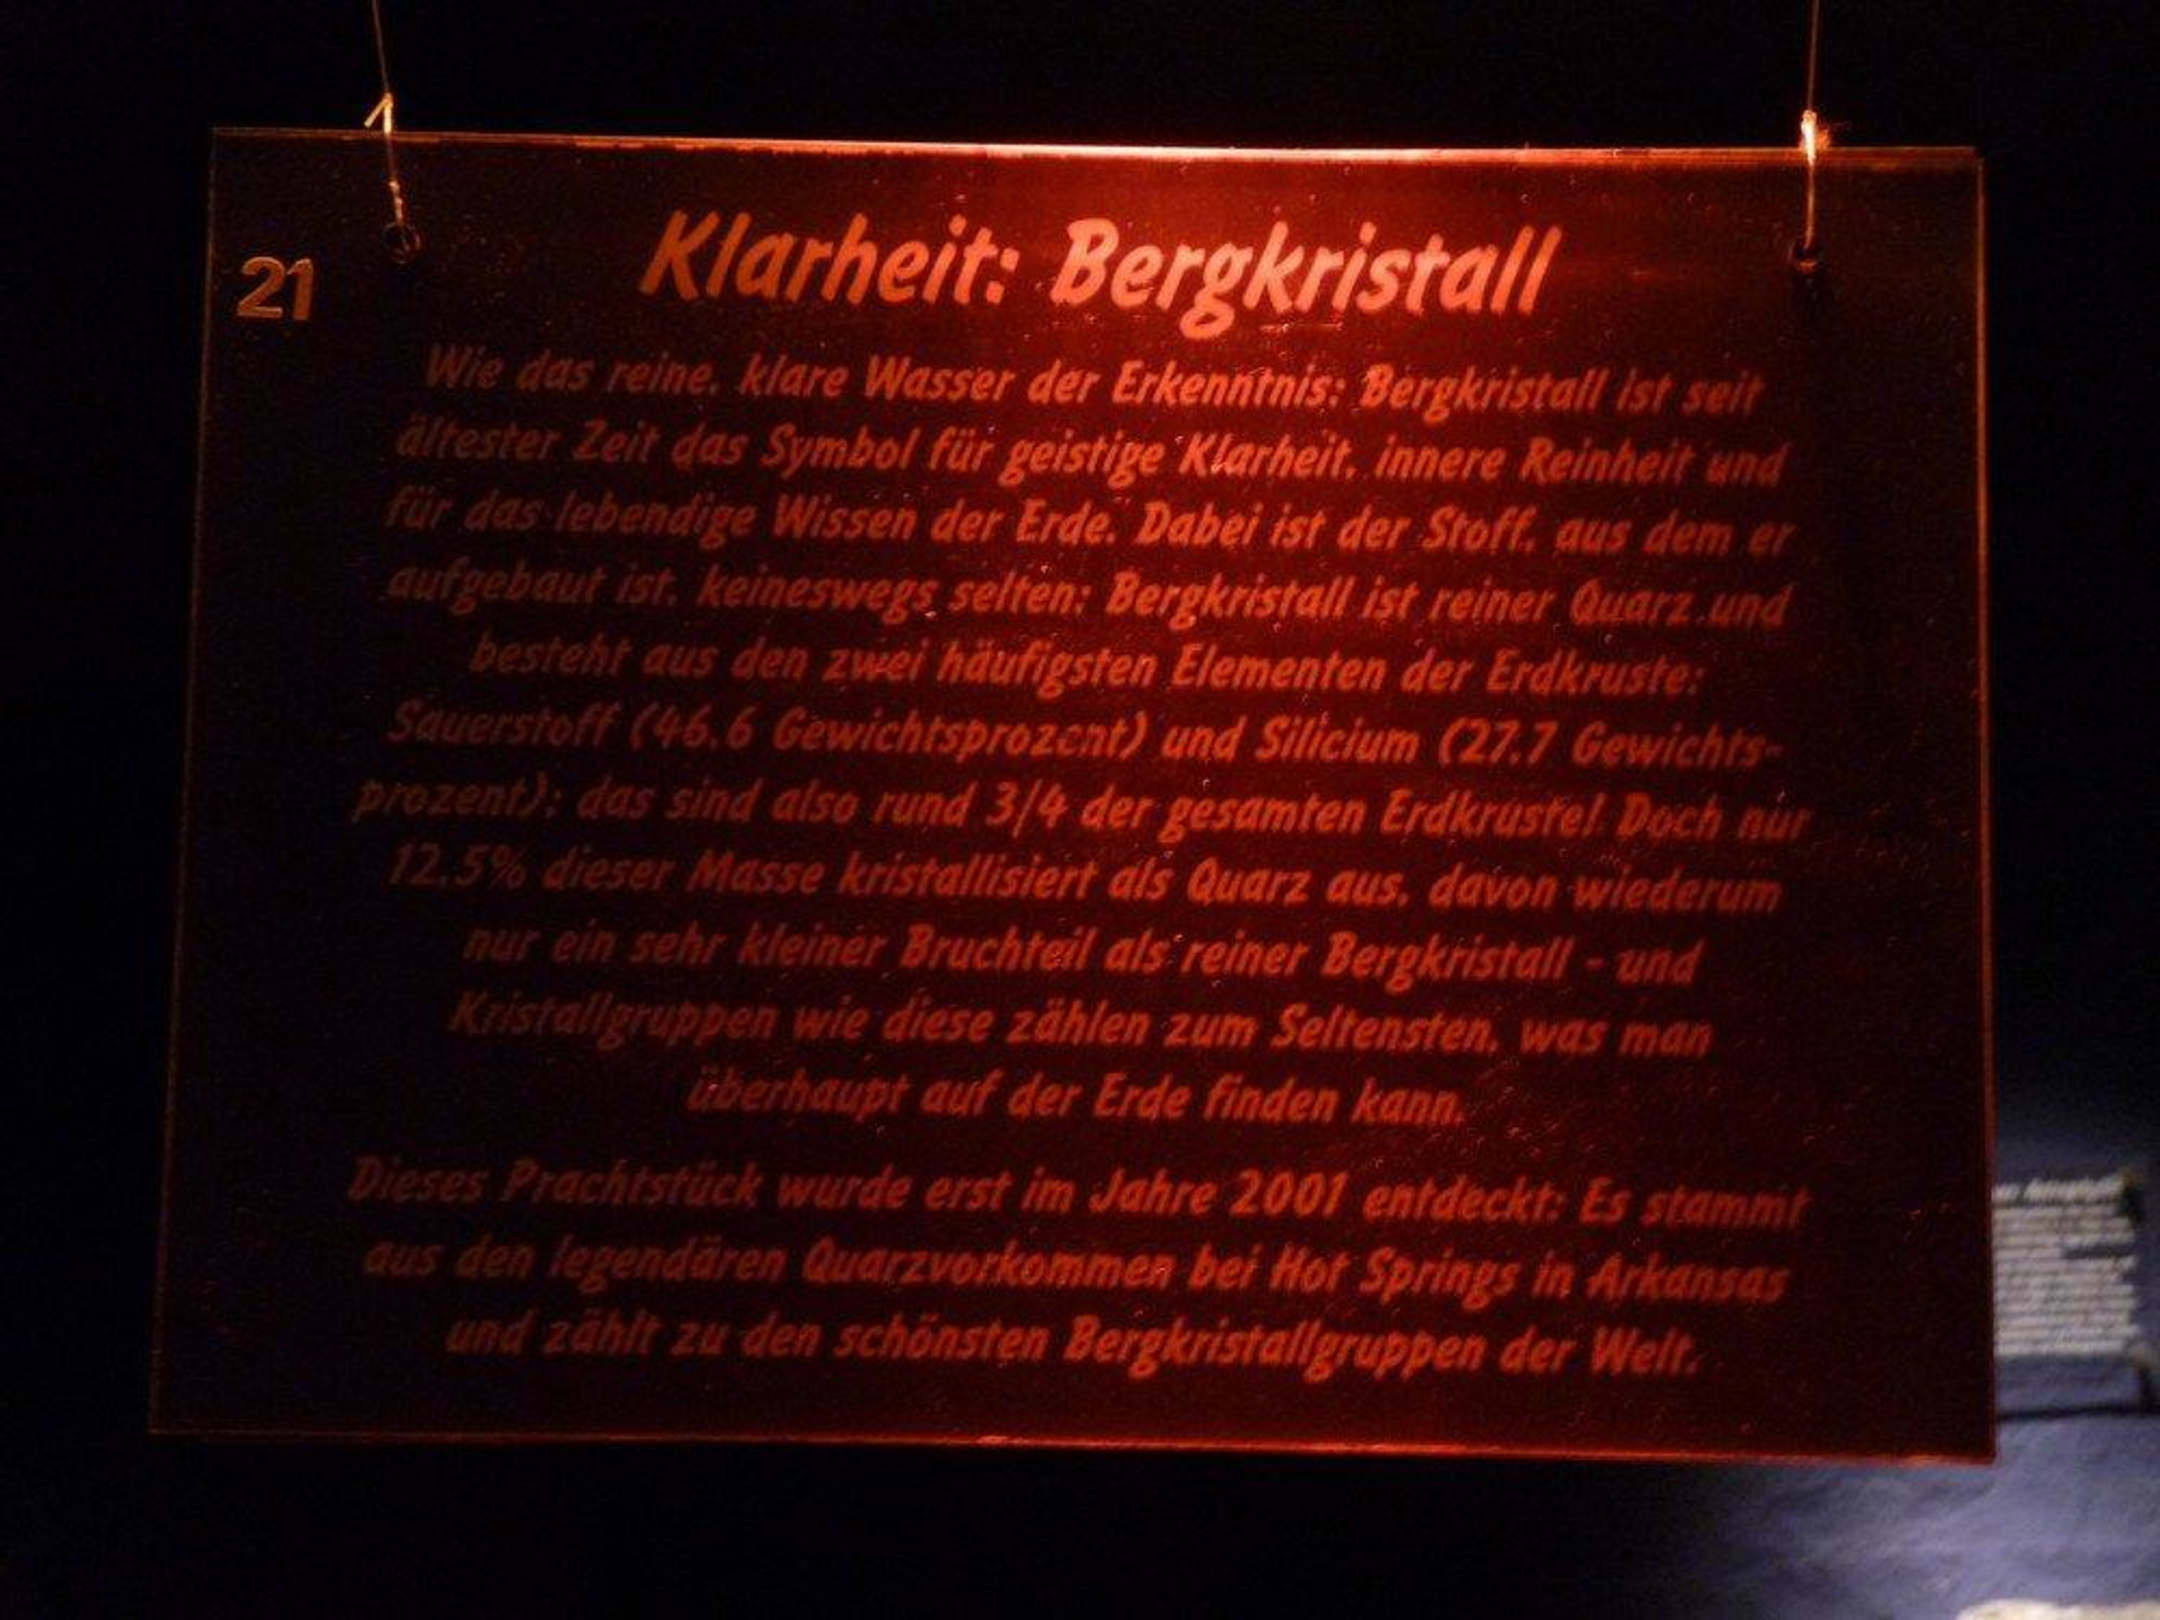 21
Klarheit: Bergkristall
Wie das reine, klare Wasser der Erkenntnis: Bergkristall ist seit
ältester Zeit das Symbol für geistige Klarheit, innere Reinheit und
für das lebendige Wissen der Erde. Dabei ist der Stoff, aus dem er
aufgebaut ist, keineswegs selten: Bergkristall ist reiner Quarz und
besteht aus den zwei häufigsten Elementen der Erdkruste:
Sauerstoff (46,6 Gewichtsprozent) und Silicium (27,7 Gewichts-
prozent); das sind also rund 3/4 der gesamten Erdkruste! Doch nur
12,5% dieser Masse kristallisiert als Quarz aus, davon wiederum
nur ein sehr kleiner Bruchteil als reiner Bergkristall - und
Kristallgruppen wie diese zählen zum Seltensten, was man
überhaupt auf der Erde finden kann.
Dieses Prachtstück wurde erst im Jahre 2001 entdeckt: Es stammt
aus den legendären Quarzvorkommen bei Hot Springs in Arkansas
und zählt zu den schönsten Bergkristallgruppen der Welt.